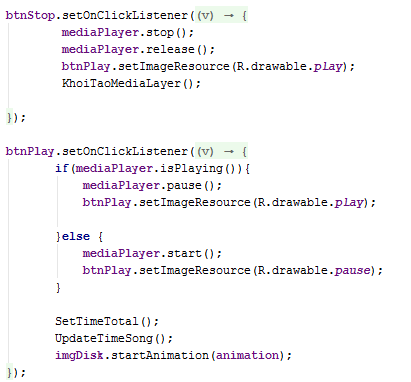 btnStop.setOnClickListener((v) → {
        mediaPlayer.stop();
        mediaPlayer.release();
        btnPlay.setImageResource(R.drawable.play);
        KhoiTaoMediaLayer();
});
btnPlay.setOnClickListener((v) → {
        if(mediaPlayer.isPlaying()){
            mediaPlayer.pause();
            btnPlay.setImageResource(R.drawable.play);
        }else {
            mediaPlayer.start();
            btnPlay.setImageResource(R.drawable.pause);
        }
        SetTimeTotal();
        UpdateTimeSong();
        imgDisk.startAnimation(animation);
});